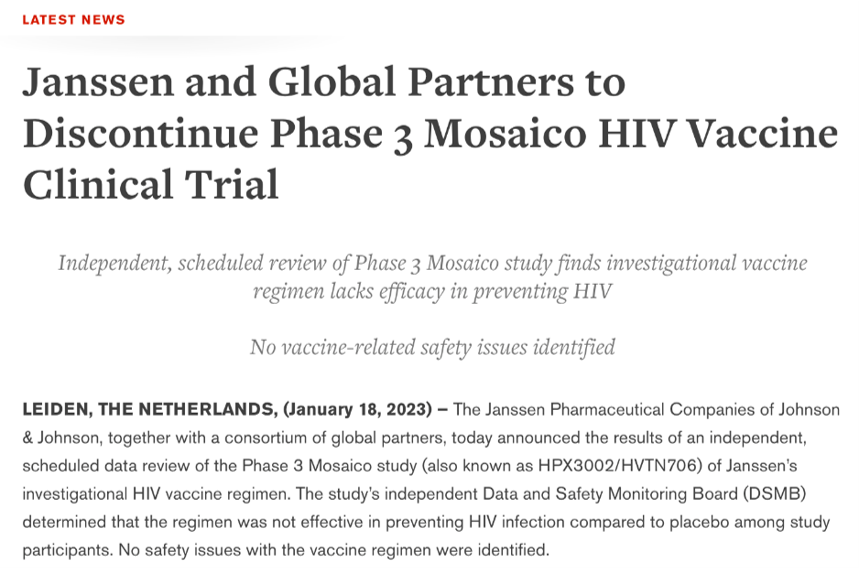 LATEST NEWS
Janssen and Global Partners to
Discontinue Phase 3 Mosaico HIV Vaccine
Clinical Trial
Independent, scheduled review of Phase 3 Mosaico study finds investigational vaccine
regimen lacks efficacy in preventing HIV
No vaccine-related safety issues identified
LEIDEN, THE NETHERLANDS, (January 18, 2023) – The Janssen Pharmaceutical Companies of Johnson
& Johnson, together with a consortium of global partners, today announced the results of an independent,
scheduled data review of the Phase 3 Mosaico study (also known as HPX3002/HVTN706) of Janssen's
investigational HIV vaccine regimen. The study's independent Data and Safety Monitoring Board (DSMB)
determined that the regimen was not effective in preventing HIV infection compared to placebo among study
participants. No safety issues with the vaccine regimen were identified.